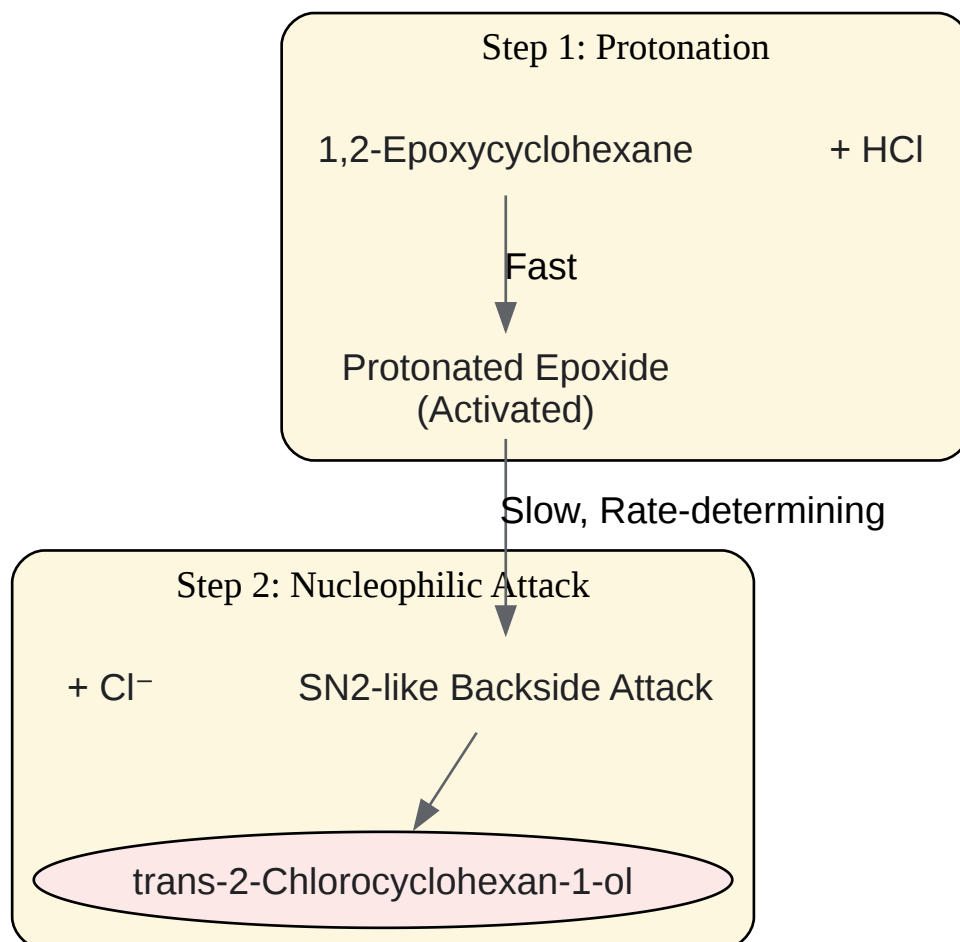 Step 1: Protonation
1,2-Epoxycyclohexane
+ HCl
Fast
Protonated Epoxide
(Activated)
Slow, Rate-determining
Step 2: Nucleophilic Attack
+ Cl⁻
SN2-like Backside Attack
trans-2-Chlorocyclohexan-1-ol